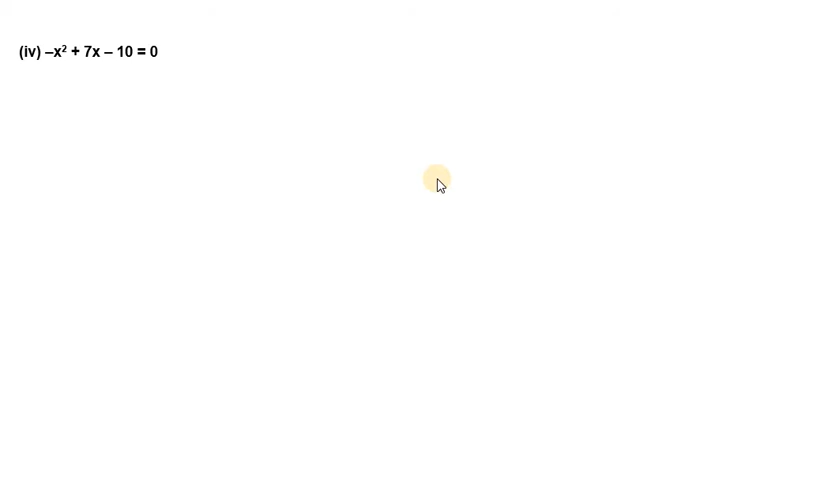 (iv) –x² + 7x – 10 = 0